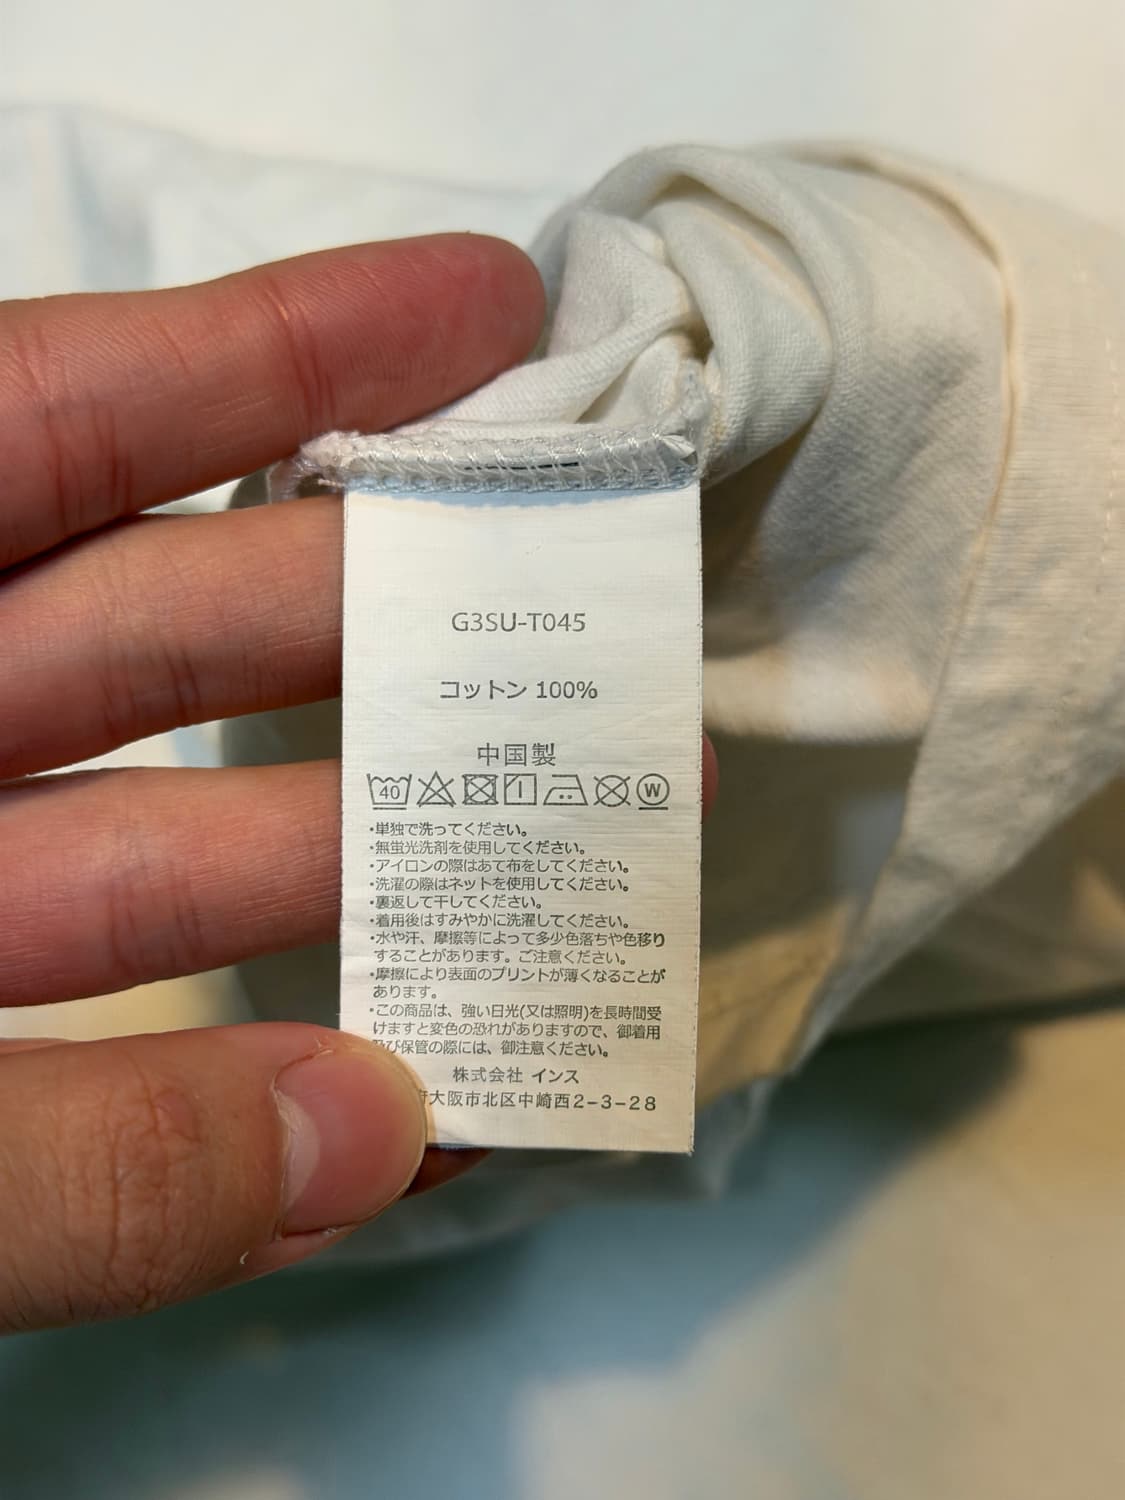 G3SU-T045
コットン 100%
中国製
40 W
・単独で洗ってください。
・無蛍光洗剤を使用してください。
・アイロンの際はあて布をしてください。
・洗濯の際はネットを使用してください。
・裏返して干してください。
・着用後はすみやかに洗濯してください。
・水や汗、摩擦等によって多少色落ちや色移り
することがあります。ご注意ください。
・摩擦により表面のプリントが薄くなることが
あります。
・この商品は、強い日光(又は照明)を長時間受
けますと変色の恐れがありますので、御着用
及び保管の際には、御注意ください。
株式会社 インス
大阪市北区中崎西2-3-28